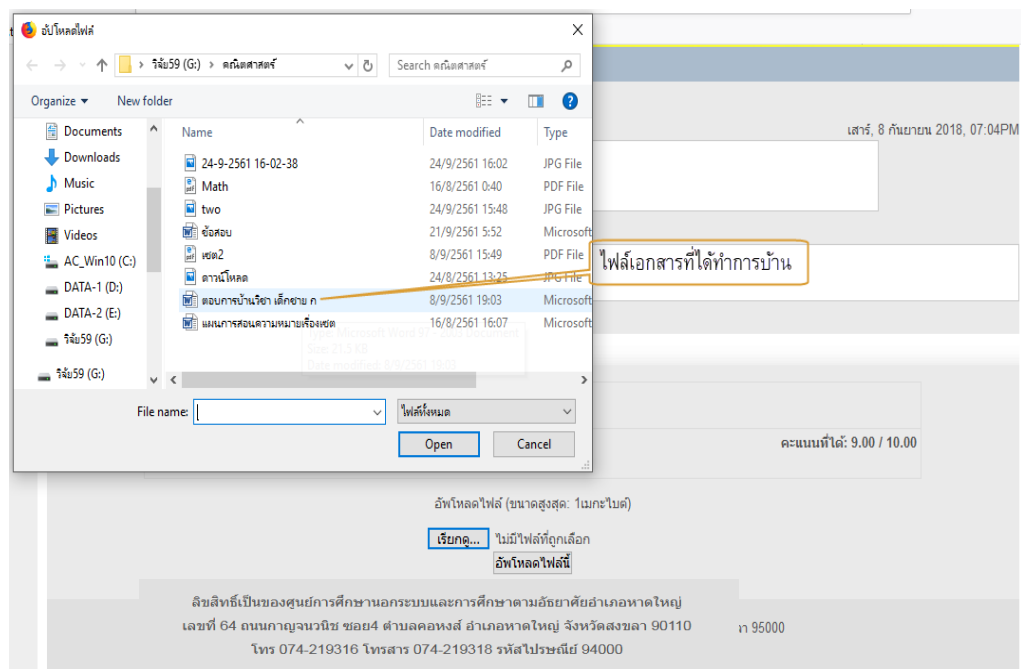 อัปโหลดไฟล์
วิจัย59 (G:) › คณิตศาสตร์
Search คณิตศาสตร์
Organize
New folder
เสาร์, 8 กันยายน 2018, 07:04PM
Documents
Downloads
Music
Pictures
Videos
AC_Win10 (C:)
DATA-1 (D:)
DATA-2 (E:)
วิจัย59 (G:)
วิจัย59 (G:)
Name Date modified Type
24-9-2561 16-02-38 24/9/2561 16:02 JPG File
Math 16/8/2561 0:40 PDF File
two 24/9/2561 15:48 JPG File
ข้อสอบ 21/9/2561 5:52 Microsoft
เซต2 8/9/2561 15:49 PDF File
ดาวน์โหลด 24/8/2561 13:25 JPG File
ตอบการบ้านวิชา เด็กชาย ก 8/9/2561 19:03 Microsoft
แผนการสอนความหมายเรื่องเซต 16/8/2561 16:07 Microsoft
ไฟล์เอกสารที่ได้ทำการบ้าน
Type: Microsoft Word 97 - 2003 Document
Size: 21.5 KB
Date modified: 8/9/2561 19:03
File name:
ไฟล์ทั้งหมด
Open
Cancel
คะแนนที่ได้: 9.00 / 10.00
อัพโหลดไฟล์ (ขนาดสูงสุด: 1เมกะไบต์)
เรียกดู... ไม่มีไฟล์ที่ถูกเลือก
อัพโหลดไฟล์นี้
ลิขสิทธิ์เป็นของศูนย์การศึกษานอกระบบและการศึกษาตามอัธยาศัยอำเภอหาดใหญ่
เลขที่ 64 ถนนกาญจนวนิช ซอย4 ตำบลคอหงส์ อำเภอหาดใหญ่ จังหวัดสงขลา 90110
โทร 074-219316 โทรสาร 074-219318 รหัสไปรษณีย์ 94000
95000